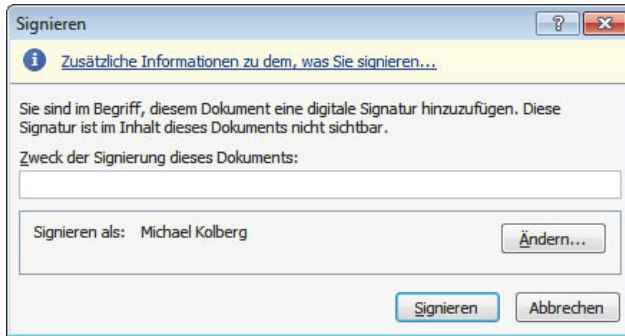 Signieren
Zusätzliche Informationen zu dem, was Sie signieren...
Sie sind im Begriff, diesem Dokument eine digitale Signatur hinzuzufügen. Diese
Signatur ist im Inhalt dieses Dokuments nicht sichtbar.
Zweck der Signierung dieses Dokuments:
Signieren als: Michael Kolberg
Ändern...
Signieren Abbrechen